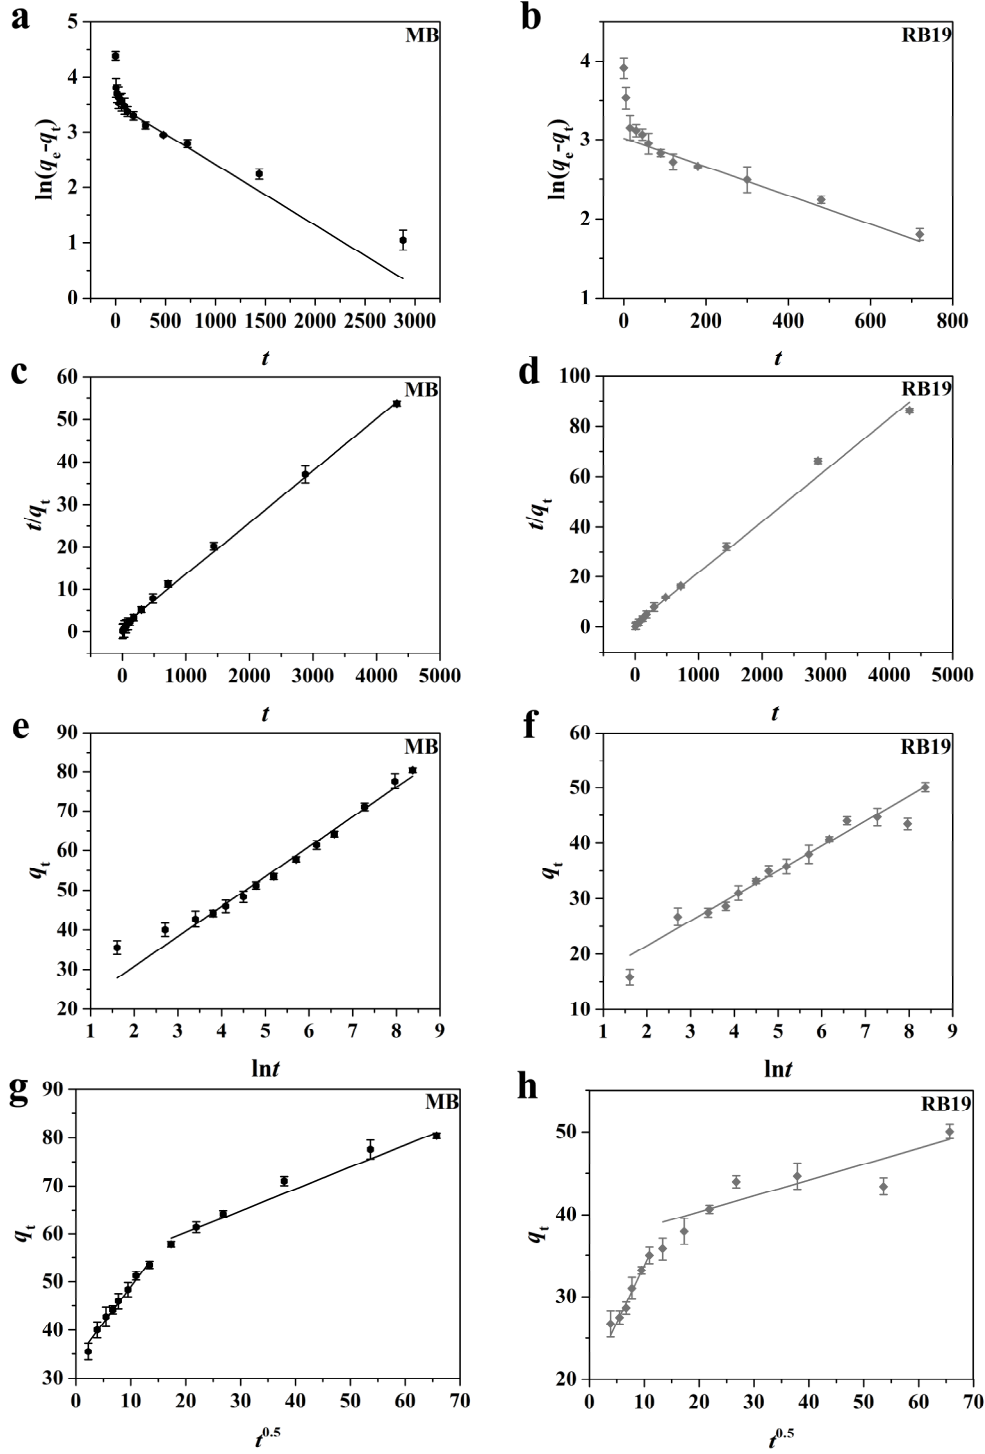 a
MB
5
4
3
2
1
0
ln(qe-qt)
0 500 1000 1500 2000 2500 3000
t
b
RB19
4
3
2
1
ln(qe-qt)
0 200 400 600 800
t
c
MB
60
50
40
30
20
10
0
t/qt
0 1000 2000 3000 4000 5000
t
d
RB19
100
80
60
40
20
0
t/qt
0 1000 2000 3000 4000 5000
t
e
MB
90
80
70
60
50
40
30
20
qt
1 2 3 4 5 6 7 8 9
lnt
f
RB19
60
50
40
30
20
10
qt
1 2 3 4 5 6 7 8 9
lnt
g
MB
90
80
70
60
50
40
30
qt
0 10 20 30 40 50 60 70
t0.5
h
RB19
50
40
30
20
qt
0 10 20 30 40 50 60 70
t0.5